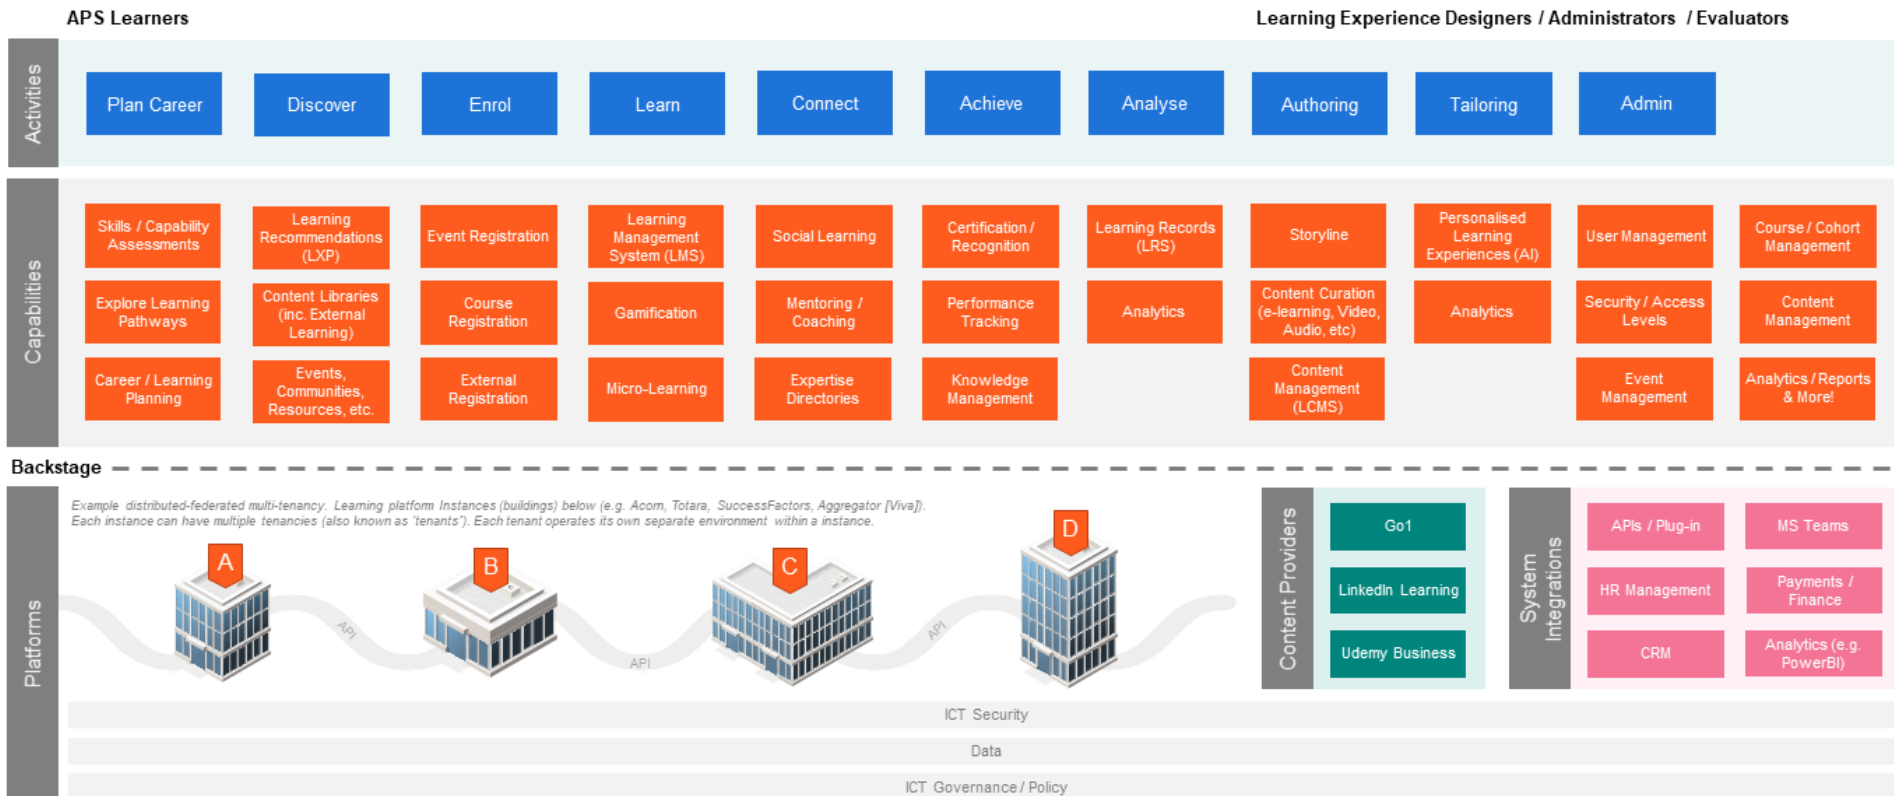 APS Learners
Learning Experience Designers / Administrators / Evaluators
Activities
Plan Career
Discover
Enrol
Learn
Connect
Achieve
Analyse
Authoring
Tailoring
Admin
Capabilities
Skills / Capability
Assessments
Learning
Recommendations
(LXP)
Event Registration
Learning
Management
System (LMS)
Social Learning
Certification /
Recognition
Learning Records
(LRS)
Storyline
Personalised
Learning
Experiences (AI)
User Management
Course / Cohort
Management
Explore Learning
Pathways
Content Libraries
(inc. External
Learning)
Course
Registration
Gamification
Mentoring /
Coaching
Performance
Tracking
Analytics
Content Curation
(e-learning, Video,
Audio, etc)
Analytics
Security / Access
Levels
Content
Management
Career / Learning
Planning
Events,
Communities,
Resources, etc.
External
Registration
Micro-Learning
Expertise
Directories
Knowledge
Management
Content
Management
(LCMS)
Event
Management
Analytics / Reports
& More!
Backstage
Platforms
Example distributed-federated multi-tenancy. Learning platform Instances (buildings) below (e.g. Acorn, Totara, SuccessFactors, Aggregator [Viva]).
Each instance can have multiple tenancies (also known as 'tenants'). Each tenant operates its own separate environment within a instance.
A
B
C
D
API
API
API
Content Providers
Go1
LinkedIn Learning
Udemy Business
System
Integrations
APIs / Plug-in
MS Teams
HR Management
Payments /
Finance
CRM
Analytics (e.g.
PowerBI)
ICT Security
Data
ICT Governance / Policy